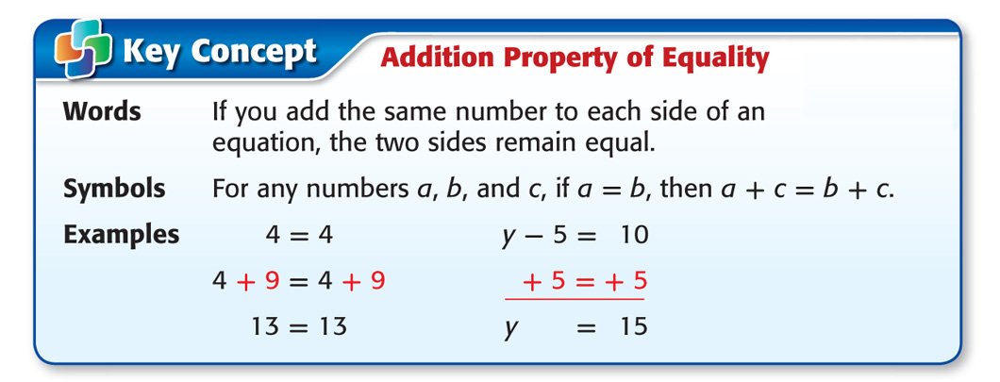 Key Concept Addition Property of Equality
Words If you add the same number to each side of an
equation, the two sides remain equal.
Symbols For any numbers a, b, and c, if a = b, then a + c = b + c.
Examples 4 = 4 y − 5 = 10
4 + 9 = 4 + 9 + 5 = + 5
13 = 13 y = 15